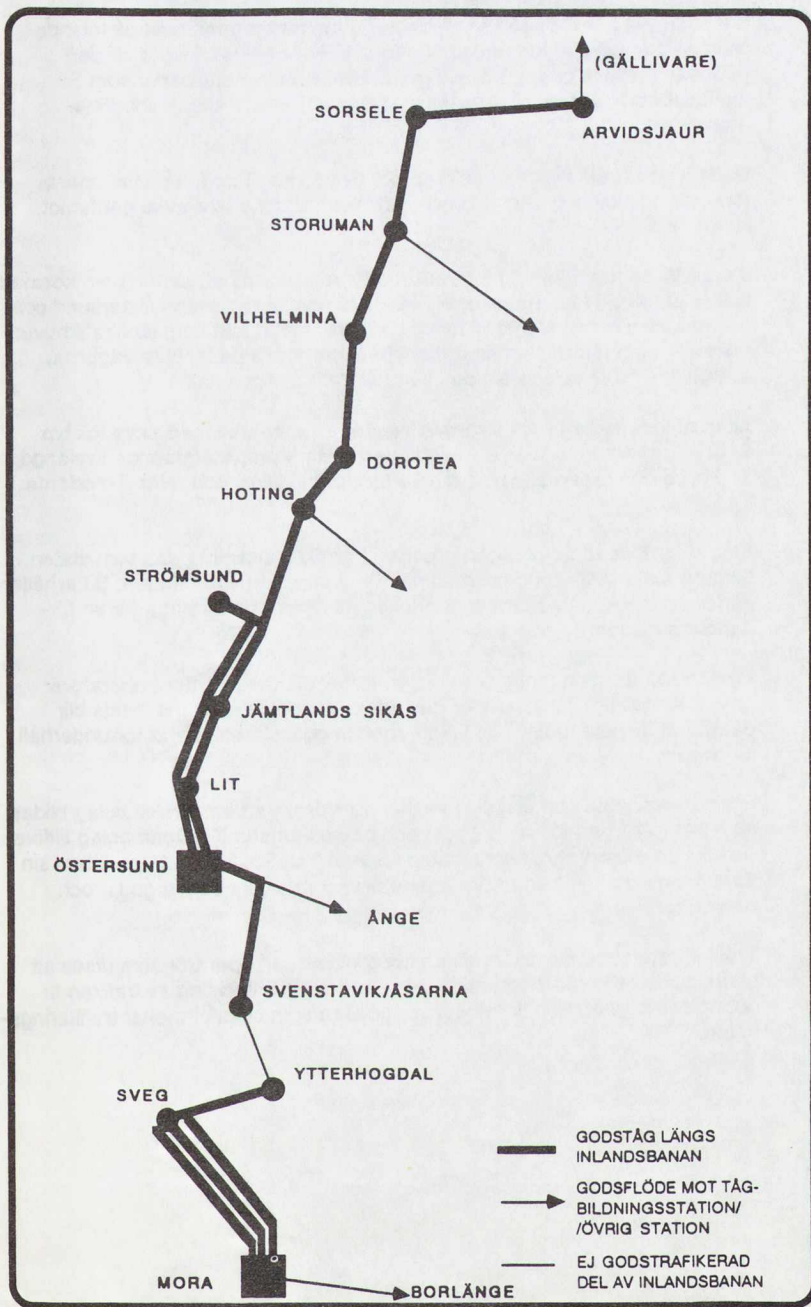 (GÄLLIVARE)
SORSELE
ARVIDSJAUR
STORUMAN
VILHELMINA
DOROTEA
HOTING
STRÖMSUND
JÄMTLANDS SIKÅS
LIT
ÖSTERSUND
ÅNGE
SVENSTAVIK/ÅSARNA
YTTERHOGDAL
SVEG
MORA
BORLÄNGE
GODSTÅG LÄNGS
INLANDSBANAN
GODSFLÖDE MOT TÅG-
BILDNINGSSTATION/
/ÖVRIG STATION
EJ GODSTRAFIKERAD
DEL AV INLANDSBANAN